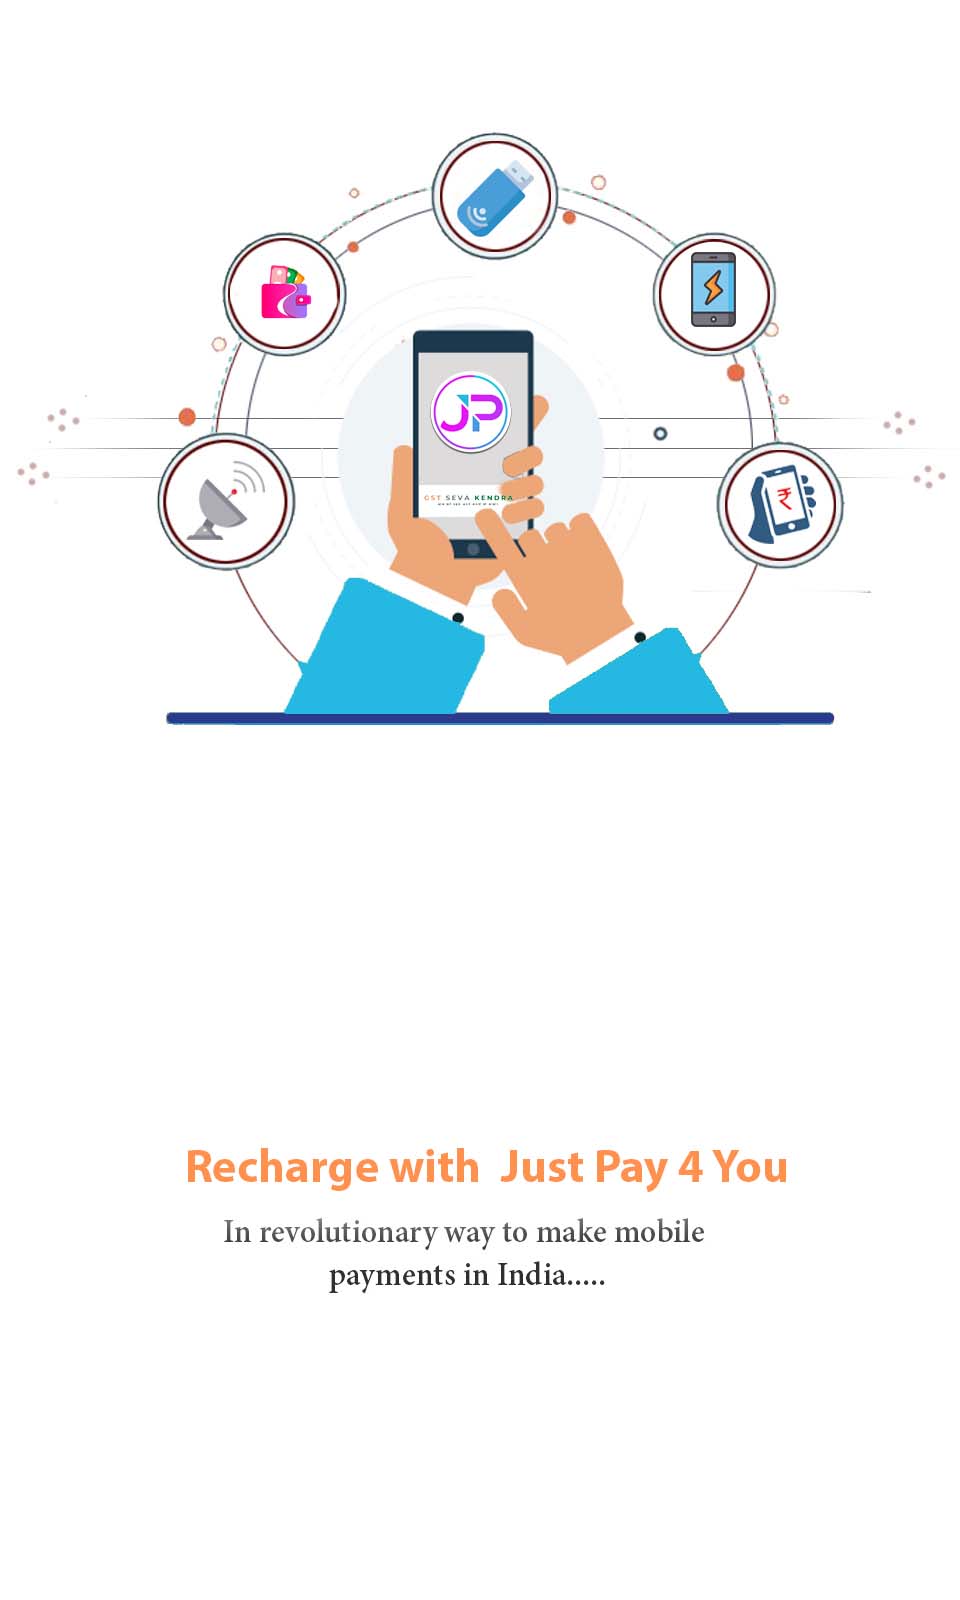 JP
GST SEVA KENDRA
₹
Recharge with Just Pay 4 You
In revolutionary way to make mobile
payments in India.....